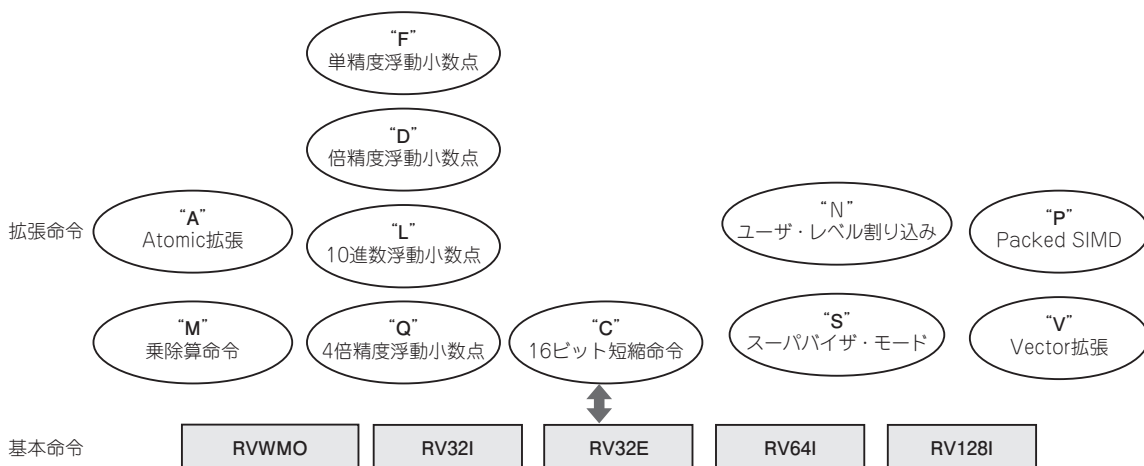 “F”
単精度浮動小数点
“D”
倍精度浮動小数点
拡張命令
“A”
Atomic拡張
“L”
10進数浮動小数点
“N”
ユーザ・レベル割り込み
“P”
Packed SIMD
“M”
乗除算命令
“Q”
4倍精度浮動小数点
“C”
16ビット短縮命令
“S”
スーパバイザ・モード
“V”
Vector拡張
基本命令
RVWMO
RV32I
RV32E
RV64I
RV128I